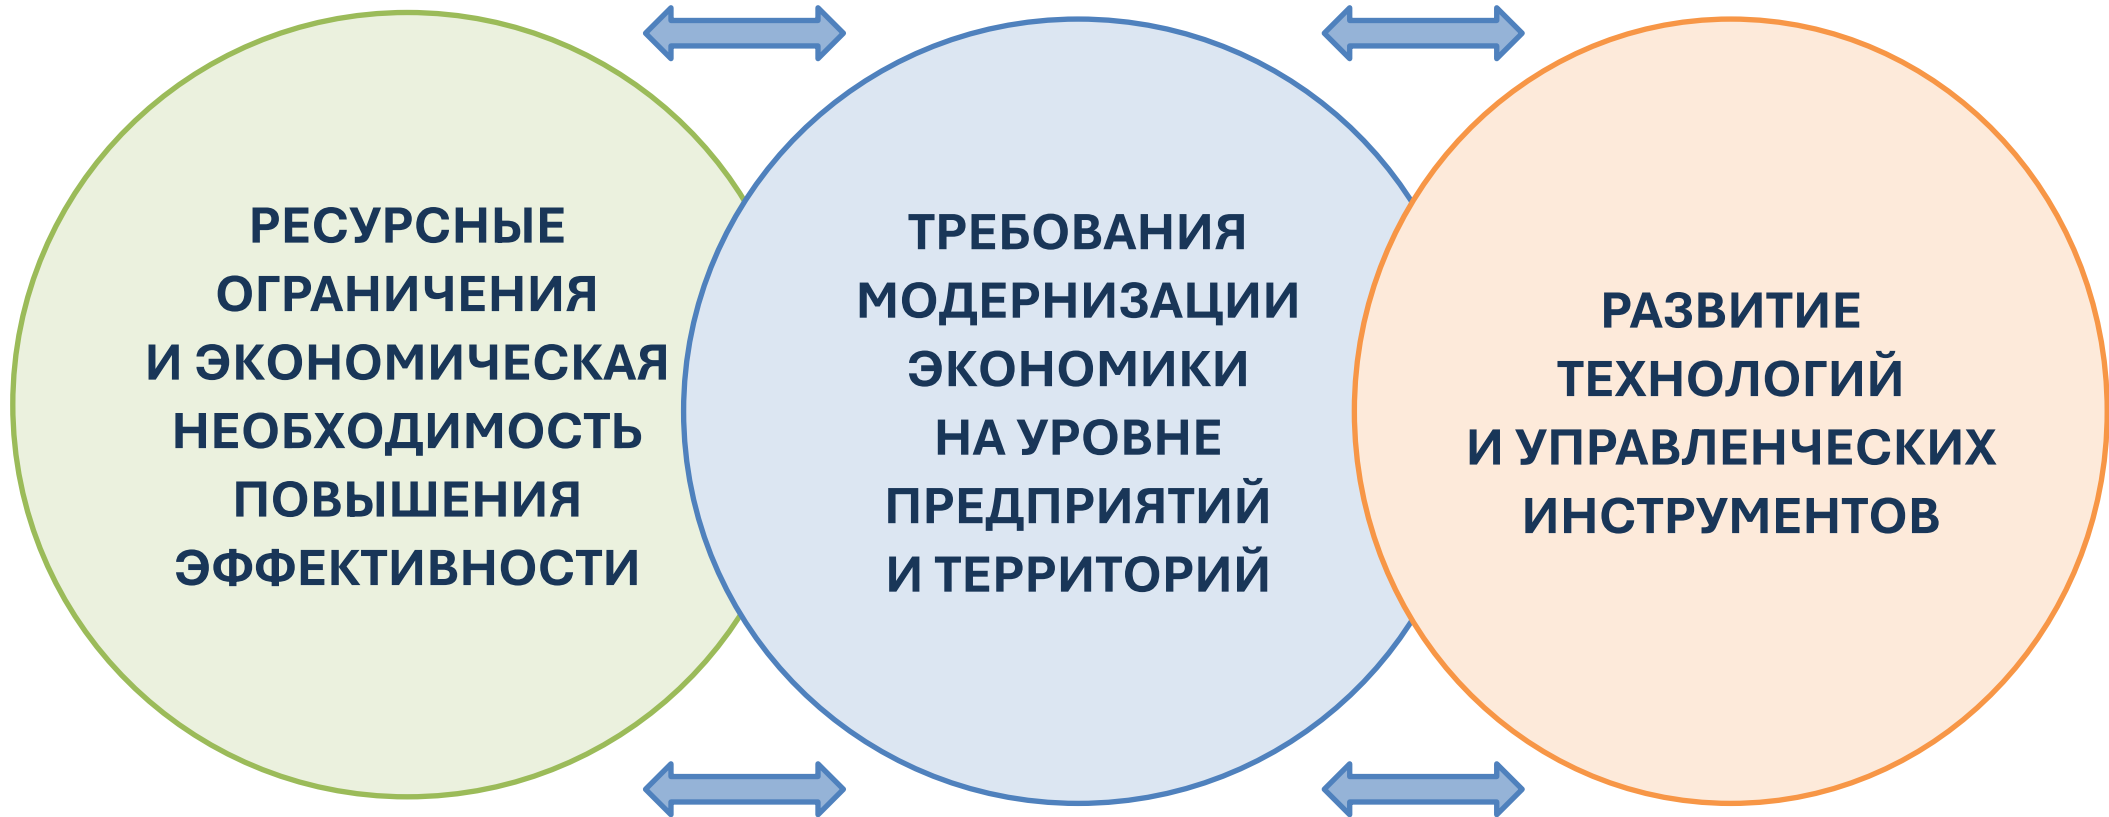 РЕСУРСНЫЕ
ОГРАНИЧЕНИЯ
И ЭКОНОМИЧЕСКАЯ
НЕОБХОДИМОСТЬ
ПОВЫШЕНИЯ
ЭФФЕКТИВНОСТИ
ТРЕБОВАНИЯ
МОДЕРНИЗАЦИИ
ЭКОНОМИКИ
НА УРОВНЕ
ПРЕДПРИЯТИЙ
И ТЕРРИТОРИЙ
РАЗВИТИЕ
ТЕХНОЛОГИЙ
И УПРАВЛЕНЧЕСКИХ
ИНСТРУМЕНТОВ